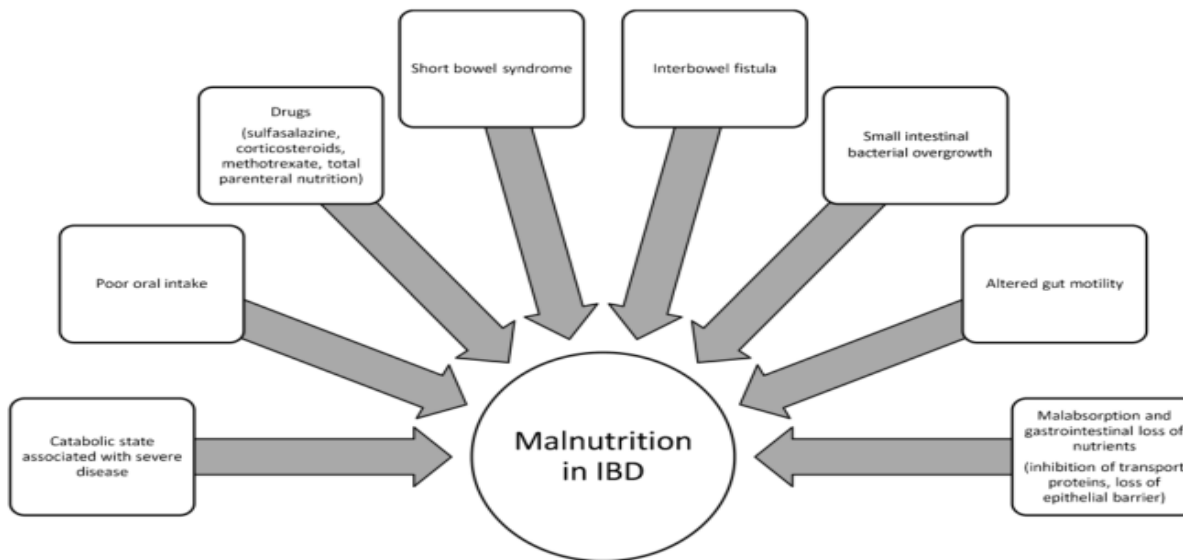 Short bowel syndrome
Interbowel fistula
Drugs
(sulfasalazine,
corticosteroids,
methotrexate, total
parenteral nutrition)
Small intestinal
bacterial overgrowth
Poor oral intake
Altered gut motility
Catabolic state
associated with severe
disease
Malnutrition
in IBD
Malabsorption and
gastrointestinal loss of
nutrients
(inhibition of transport
proteins, loss of
epithelial barrier)